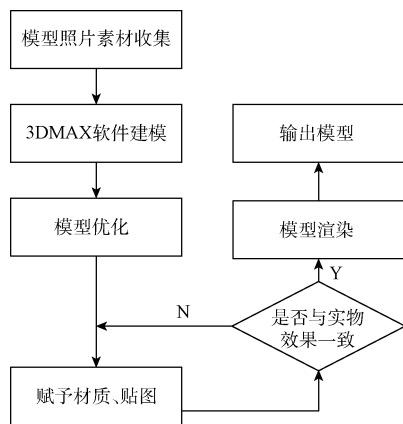 模型照片素材收集
3DMAX软件建模
模型优化
赋予材质、贴图
是否与实物
效果一致
N
Y
模型渲染
输出模型